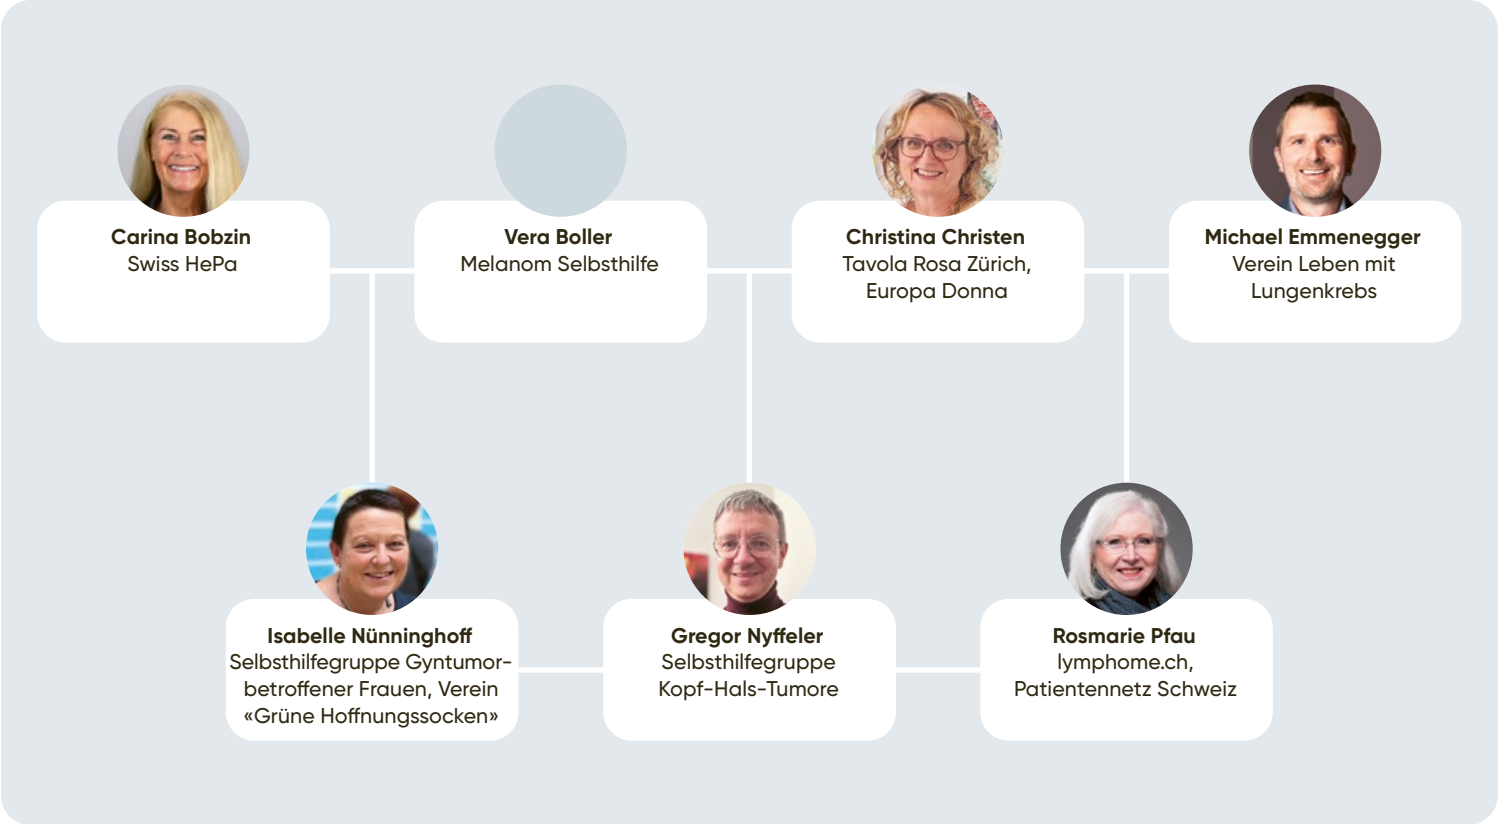 Carina Bobzin
Swiss HePa
Vera Boller
Melanom Selbsthilfe
Christina Christen
Tavola Rosa Zürich,
Europa Donna
Michael Emmenegger
Verein Leben mit
Lungenkrebs
Isabelle Nünninghoff
Selbsthilfegruppe Gyntumor-
betroffener Frauen, Verein
«Grüne Hoffnungssocken»
Gregor Nyffeler
Selbsthilfegruppe
Kopf-Hals-Tumore
Rosmarie Pfau
lymphome.ch,
Patientennetz Schweiz